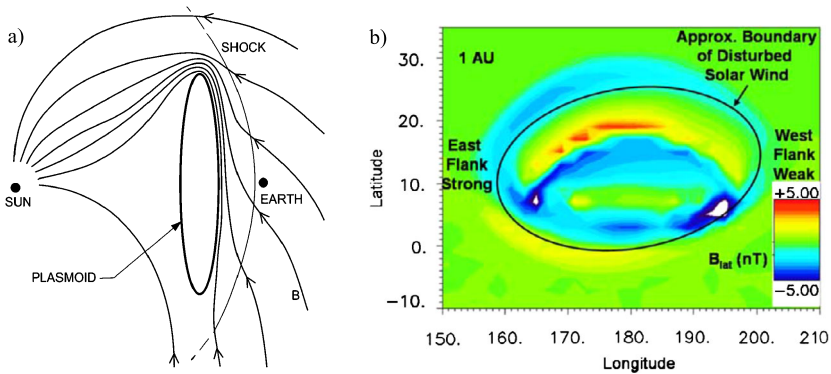 a)
SHOCK
SUN
EARTH
PLASMOID
B
b)
1 AU
Approx. Boundary
of Disturbed
Solar Wind
East
Flank
Strong
West
Flank
Weak
+5.00
B_lat (nT)
−5.00
Latitude
30.
20.
10.
0.
−10.
150.
160.
170.
180.
190.
200.
210
Longitude